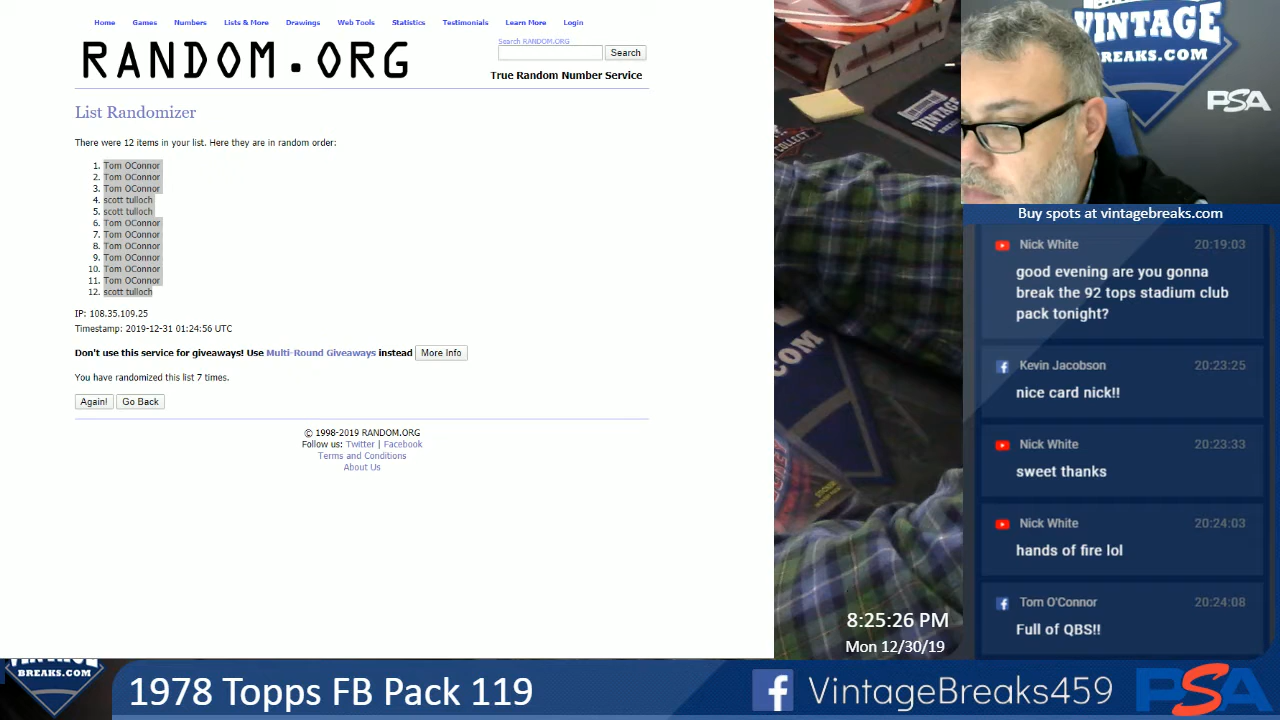 Home Games Numbers Lists & More Drawings Web Tools Statistics Testimonials Learn More Login
RANDOM.ORG
Search RANDOM.ORG
Search
True Random Number Service
List Randomizer
There were 12 items in your list. Here they are in random order:
1. Tom OConnor
2. Tom OConnor
3. Tom OConnor
4. scott tulloch
5. scott tulloch
6. Tom OConnor
7. Tom OConnor
8. Tom OConnor
9. Tom OConnor
10. Tom OConnor
11. Tom OConnor
12. scott tulloch
IP: 108.35.109.25
Timestamp: 2019-12-31 01:24:56 UTC
Don't use this service for giveaways! Use Multi-Round Giveaways instead More Info
You have randomized this list 7 times.
Again! Go Back
© 1998-2019 RANDOM.ORG
Follow us: Twitter | Facebook
Terms and Conditions
About Us
VINTAGE
COLLECT
.COM
8:25:26 PM
Mon 12/30/19
VINTAGE
BREAKS.COM
PSA
Buy spots at vintagebreaks.com
Nick White 20:19:03
good evening are you gonna
break the 92 tops stadium club
pack tonight?
Kevin Jacobson 20:23:25
nice card nick!!
Nick White 20:23:33
sweet thanks
Nick White 20:24:03
hands of fire lol
Tom O'Connor 20:24:08
Full of QBS!!
VINTAGE
BREAKS.COM
1978 Topps FB Pack 119
VintageBreaks459
PSA